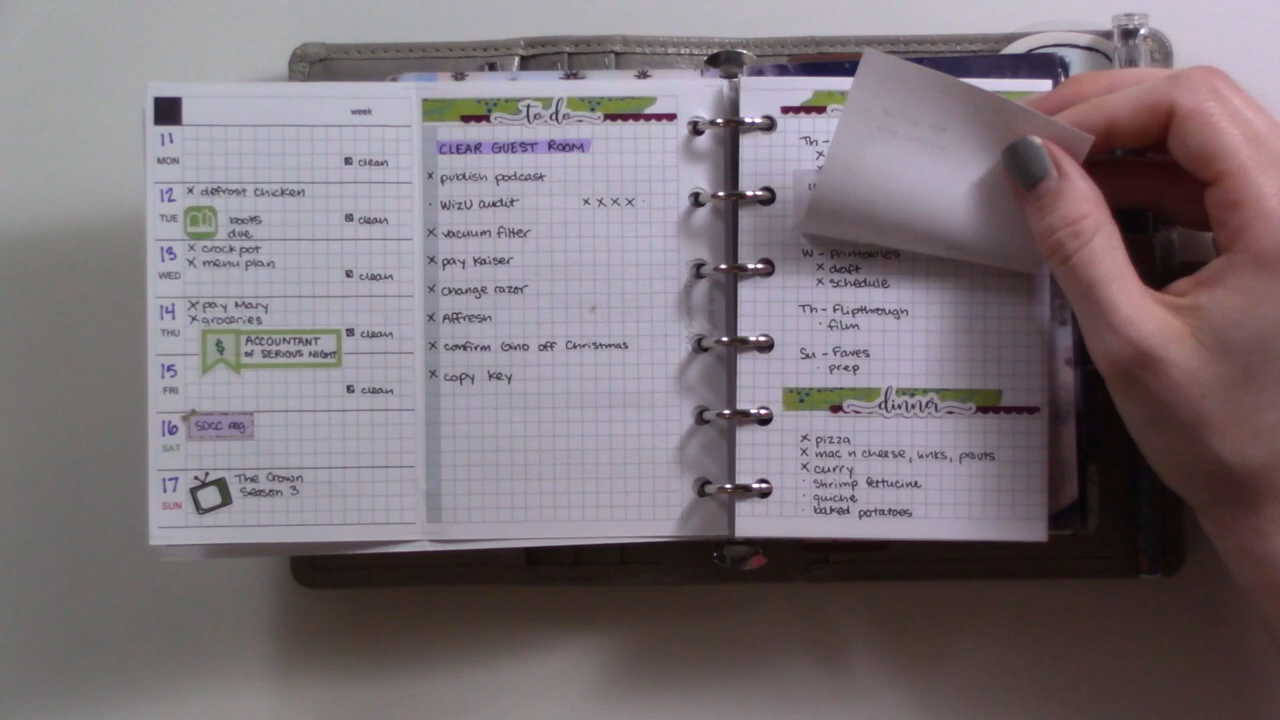 week
11
MON
clean
12
x defrost chicken
TUE
books
due
clean
13
x crockpot
x menu plan
WED
clean
14
x pay Mary
x groceries
THU
clean
$
ACCOUNTANT
of SERIOUS NIGHT
15
FRI
clean
16
SDCC reg.
SAT
17
The Crown
Season 3
SUN
to do
CLEAR GUEST ROOM
x publish podcast
· WizU audit x x x x ·
x vacuum filter
x pay Kaiser
x change razor
x Affresh
x confirm Gino off Christmas
x copy key
Th -
x
W - Printables
x draft
x schedule
Th - Flipthrough
· film
Su - Faves
· prep
dinner
x pizza
x mac n cheese, links, prouts
x curry
· shrimp fettucine
· quiche
· baked potatoes